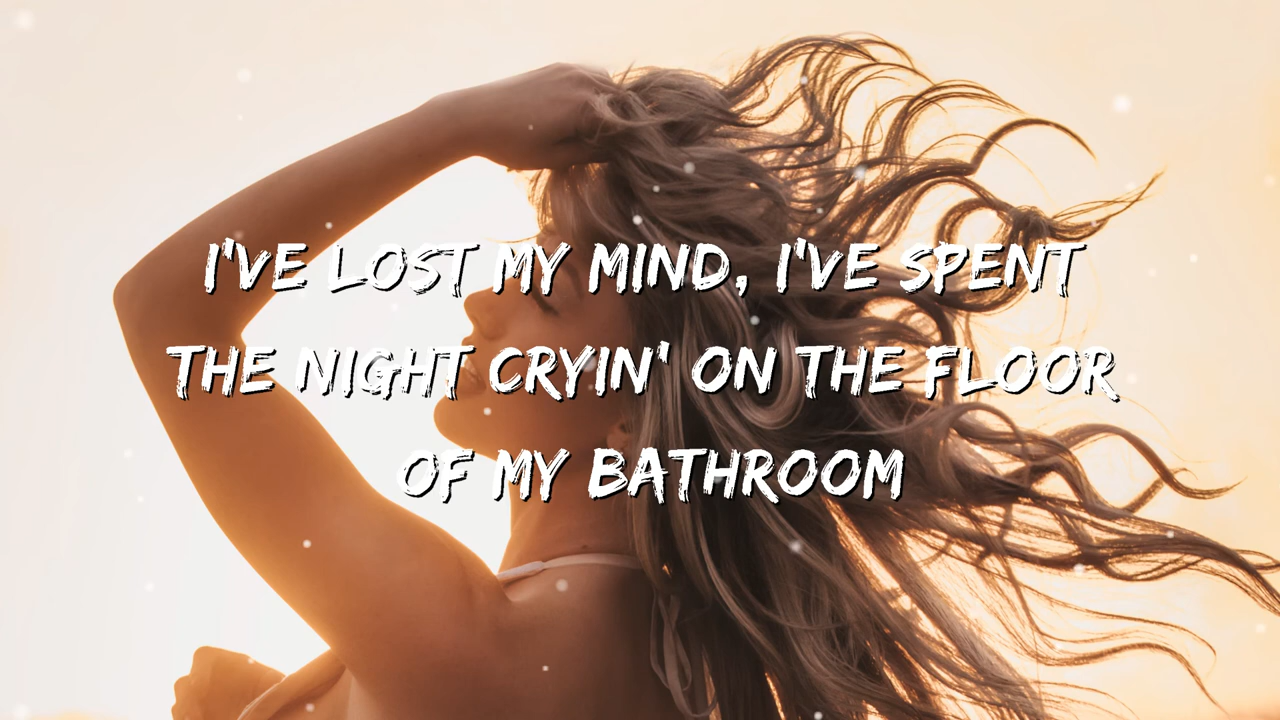 I'VE LOST MY MIND, I'VE SPENT
THE NIGHT CRYIN' ON THE FLOOR
OF MY BATHROOM